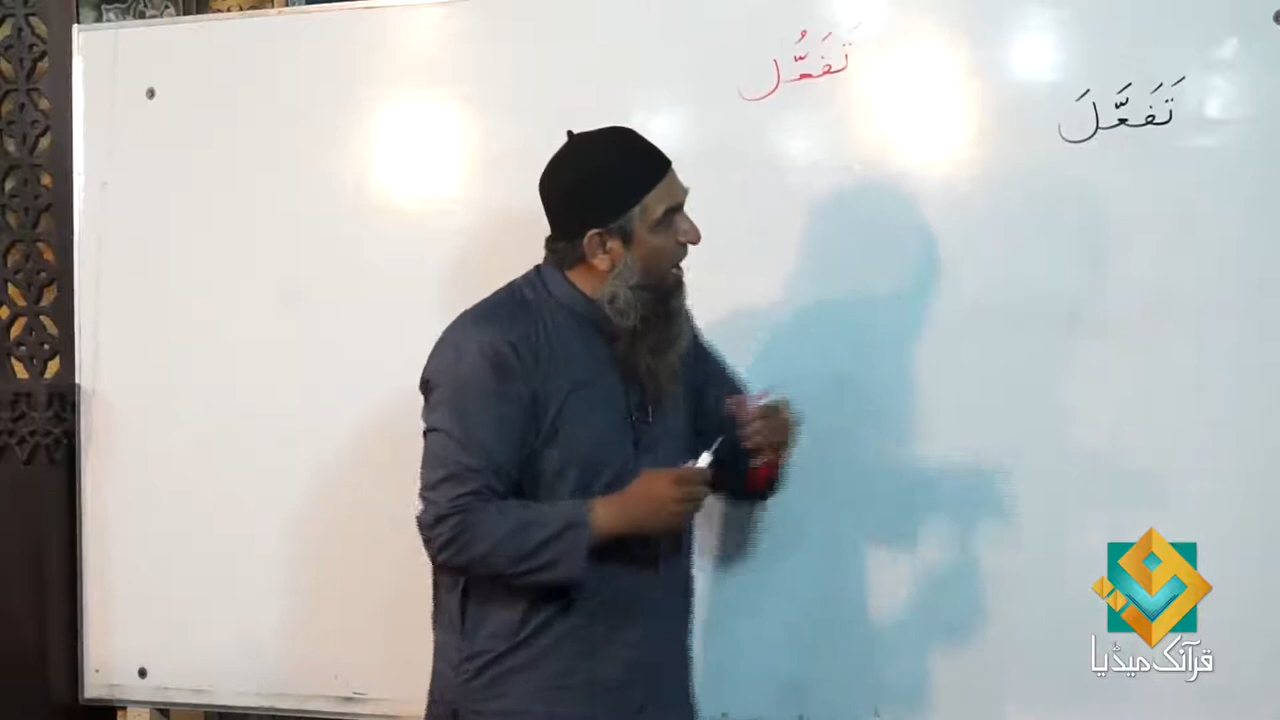 تَفَعُّل
تَفَعَّلَ
قرآنک میڈیا